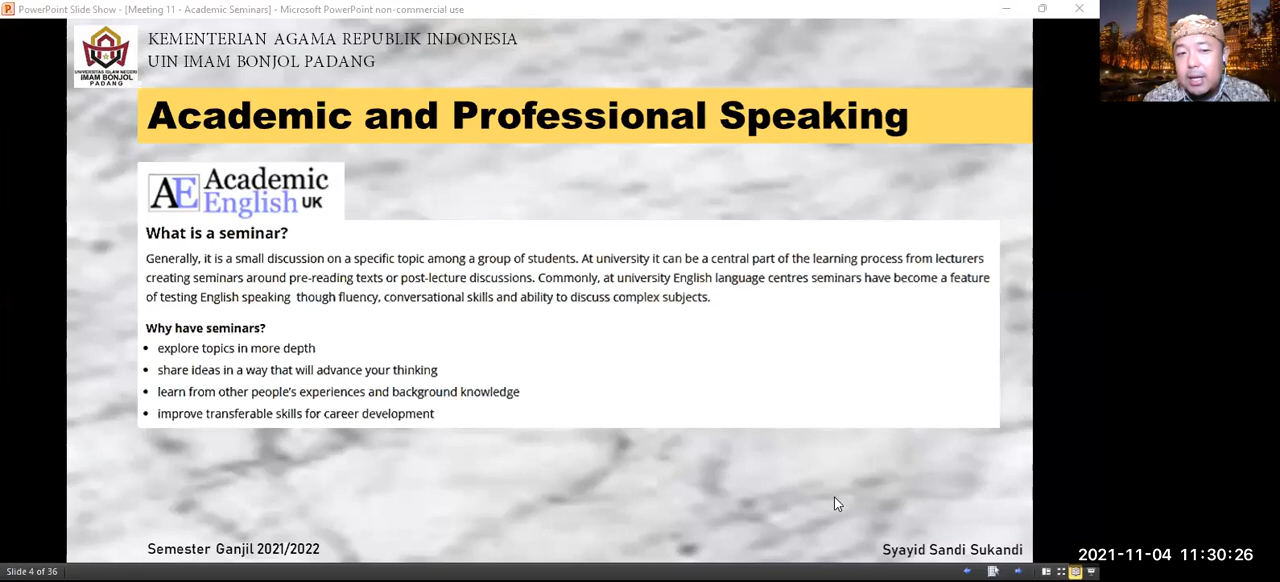 PowerPoint Slide Show - [Meeting 11 - Academic Seminars] - Microsoft PowerPoint non-commercial use
KEMENTERIAN AGAMA REPUBLIK INDONESIA
UIN IMAM BONJOL PADANG
UNIVERSITAS ISLAM NEGERI
IMAM BONJOL
PADANG
Academic and Professional Speaking
AE Academic
English UK
What is a seminar?
Generally, it is a small discussion on a specific topic among a group of students. At university it can be a central part of the learning process from lecturers
creating seminars around pre-reading texts or post-lecture discussions. Commonly, at university English language centres seminars have become a feature
of testing English speaking though fluency, conversational skills and ability to discuss complex subjects.
Why have seminars?
• explore topics in more depth
• share ideas in a way that will advance your thinking
• learn from other people's experiences and background knowledge
• improve transferable skills for career development
Semester Ganjil 2021/2022
Syayid Sandi Sukandi
2021-11-04 11:30:26
Slide 4 of 36